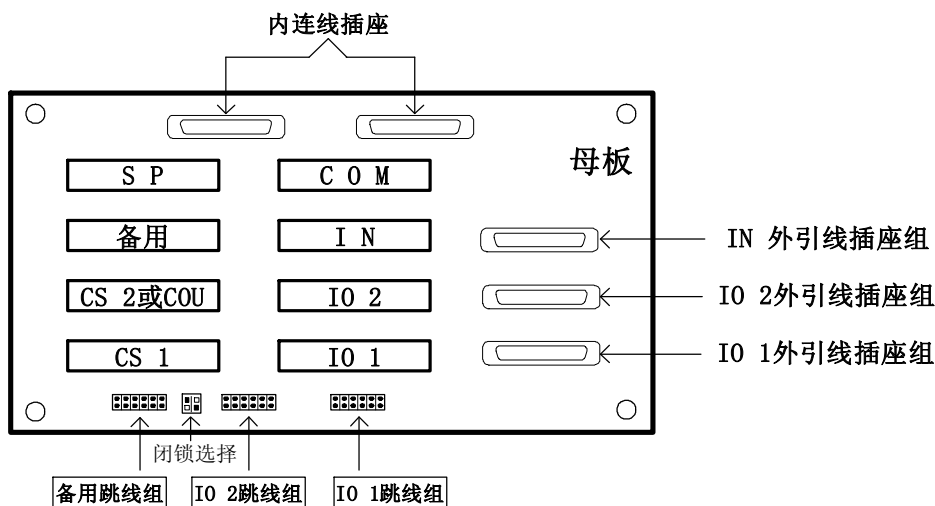 内连线插座
母板
S P
C O M
备用
I N
IN 外引线插座组
CS 2或COU
IO 2
IO 2外引线插座组
CS 1
IO 1
IO 1外引线插座组
闭锁选择
备用跳线组
IO 2跳线组
IO 1跳线组